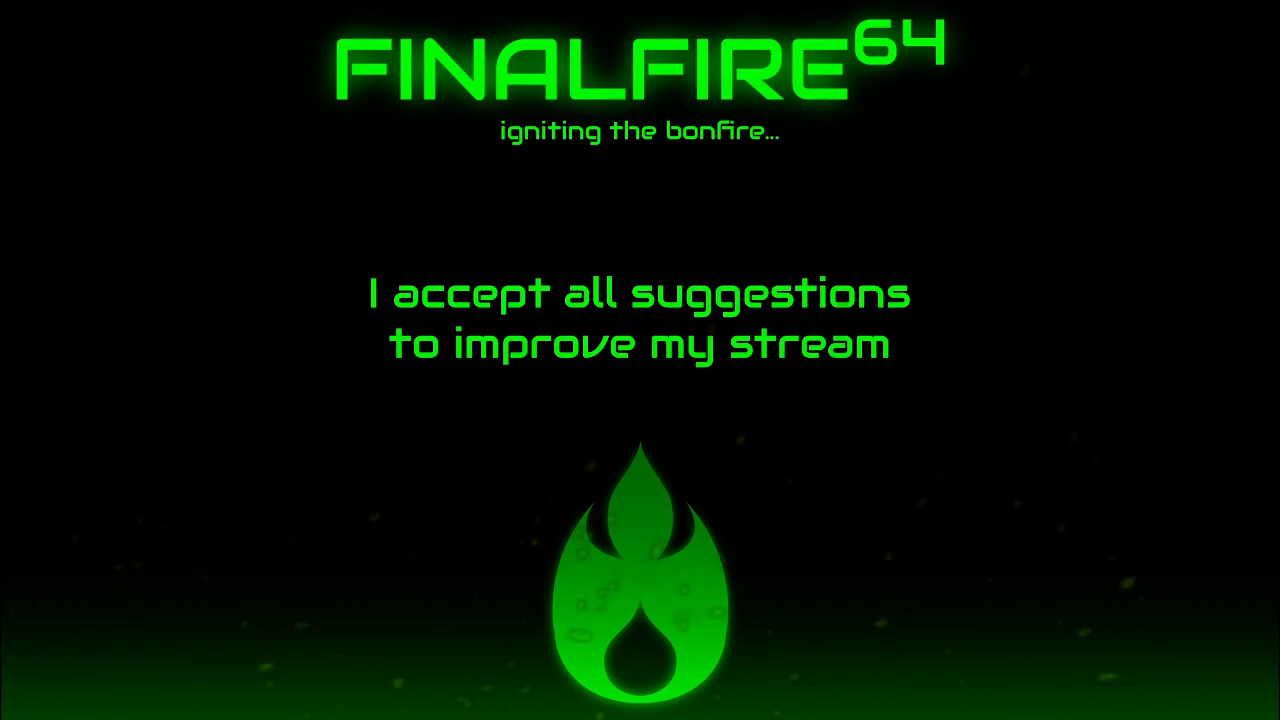 FINALFIRE64
igniting the bonfire...
I accept all suggestions
to improve my stream